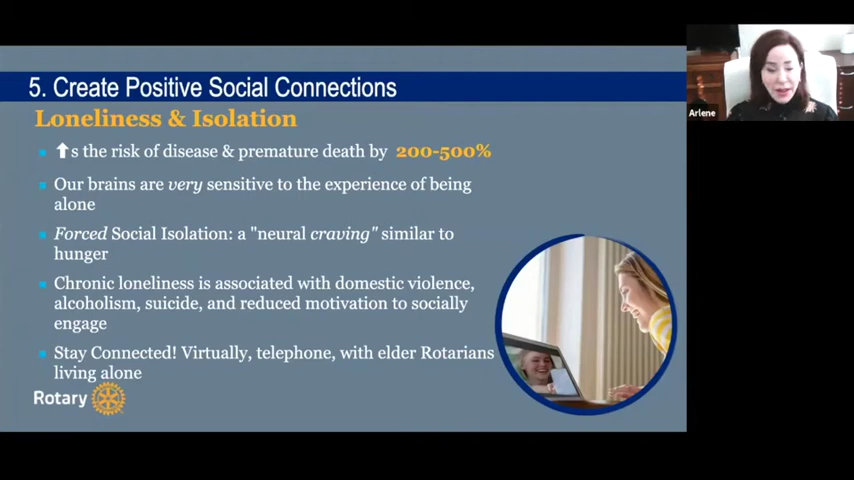 5. Create Positive Social Connections
Loneliness & Isolation
⬆s the risk of disease & premature death by 200-500%
Our brains are very sensitive to the experience of being
alone
Forced Social Isolation: a "neural craving" similar to
hunger
Chronic loneliness is associated with domestic violence,
alcoholism, suicide, and reduced motivation to socially
engage
Stay Connected! Virtually, telephone, with elder Rotarians
living alone
Rotary
Arlene